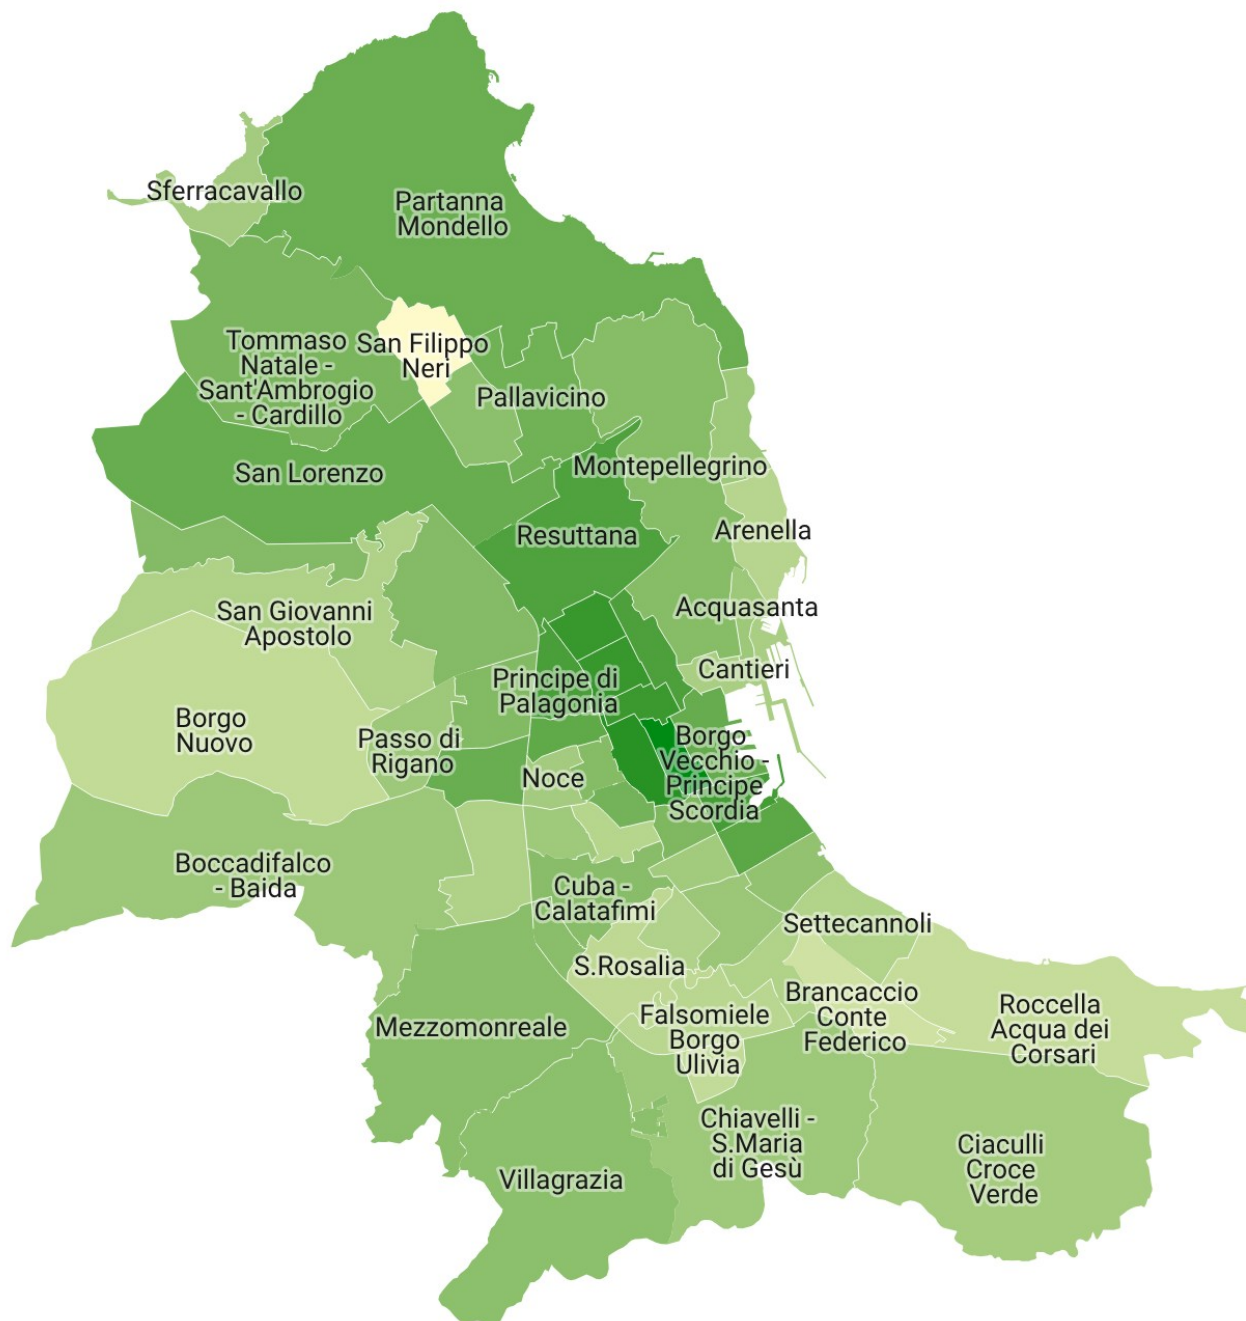 Sferracavallo
Partanna
Mondello
Tommaso
Natale -
Sant'Ambrogio
- Cardillo
San Filippo
Neri
Pallavicino
San Lorenzo
Montepellegrino
Resuttana
Arenella
San Giovanni
Apostolo
Acquasanta
Cantieri
Principe di
Palagonia
Borgo
Nuovo
Passo di
Rigano
Borgo
Vecchio -
Principe
Scordia
Noce
Boccadifalco
- Baida
Cuba -
Calatafimi
Settecannoli
S.Rosalia
Brancaccio
Conte
Federico
Roccella
Acqua dei
Corsari
Falsomiele
Borgo
Ulivia
Mezzomonreale
Chiavelli -
S.Maria
di Gesù
Ciaculli
Croce
Verde
Villagrazia